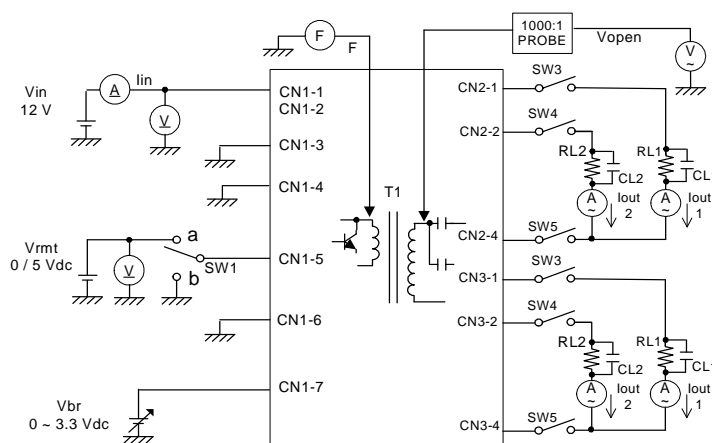 F
F
1000:1
PROBE
Vopen
V
~
Vin
12 V
A
Iin
V
CN1-1
CN1-2
CN1-3
CN1-4
Vrmt
0 / 5 Vdc
V
a
b
SW1
CN1-5
CN1-6
CN1-7
Vbr
0 ~ 3.3 Vdc
T1
CN2-1
SW3
CN2-2
SW4
RL2
CL2
RL1
CL1
A
~
Iout
2
A
~
Iout
1
CN2-4
SW5
CN3-1
SW3
CN3-2
SW4
RL2
CL2
RL1
CL1
A
~
Iout
2
A
~
Iout
1
CN3-4
SW5